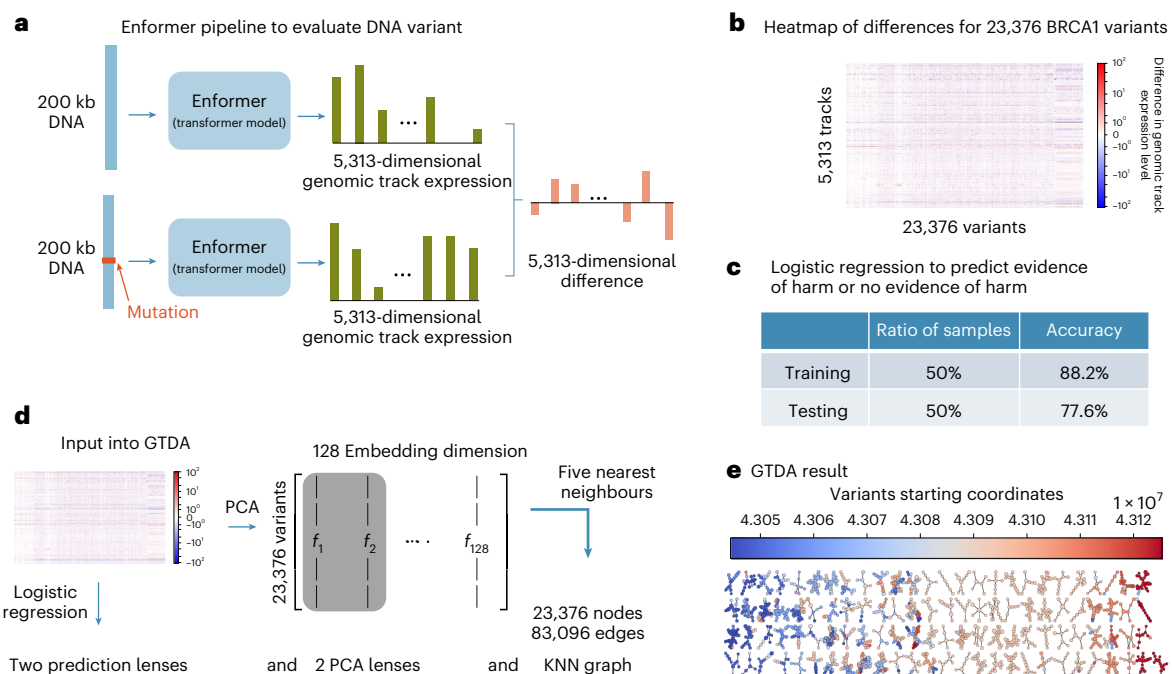 a
Enformer pipeline to evaluate DNA variant
200 kb
DNA
Enformer
(transformer model)
...
5,313-dimensional
genomic track expression
200 kb
DNA
Enformer
(transformer model)
...
Mutation
5,313-dimensional
genomic track expression
...
5,313-dimensional
difference
b
Heatmap of differences for 23,376 BRCA1 variants
5,313 tracks
23,376 variants
10²
10¹
10⁰
0
−10⁰
−10¹
−10²
Difference in genomic track
expression level
c
Logistic regression to predict evidence
of harm or no evidence of harm
Ratio of samples Accuracy
Training 50% 88.2%
Testing 50% 77.6%
d
Input into GTDA
10²
10¹
10⁰
0
−10⁰
−10¹
−10²
PCA
128 Embedding dimension
23,376 variants
f₁ f₂ ... f₁₂₈
Five nearest
neighbours
Logistic
regression
23,376 nodes
83,096 edges
Two prediction lenses and 2 PCA lenses and KNN graph
e
GTDA result
Variants starting coordinates
1 × 10⁷
4.305 4.306 4.307 4.308 4.309 4.310 4.311 4.312